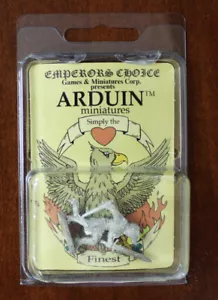 EMPERORS CHOICE
Games & Miniatures Corp.
presents
ARDUIN™
miniatures
Simply the
Finest